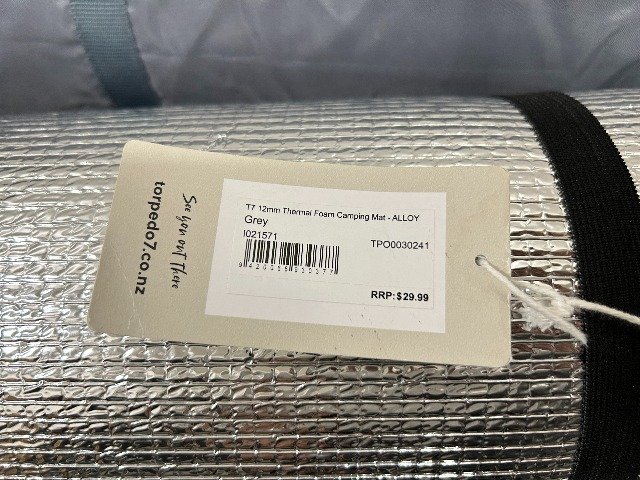 See you out There
torpedo7.co.nz
T7 12mm Thermal Foam Camping Mat - ALLOY
Grey
I021571
TPO0030241
RRP:$29.99